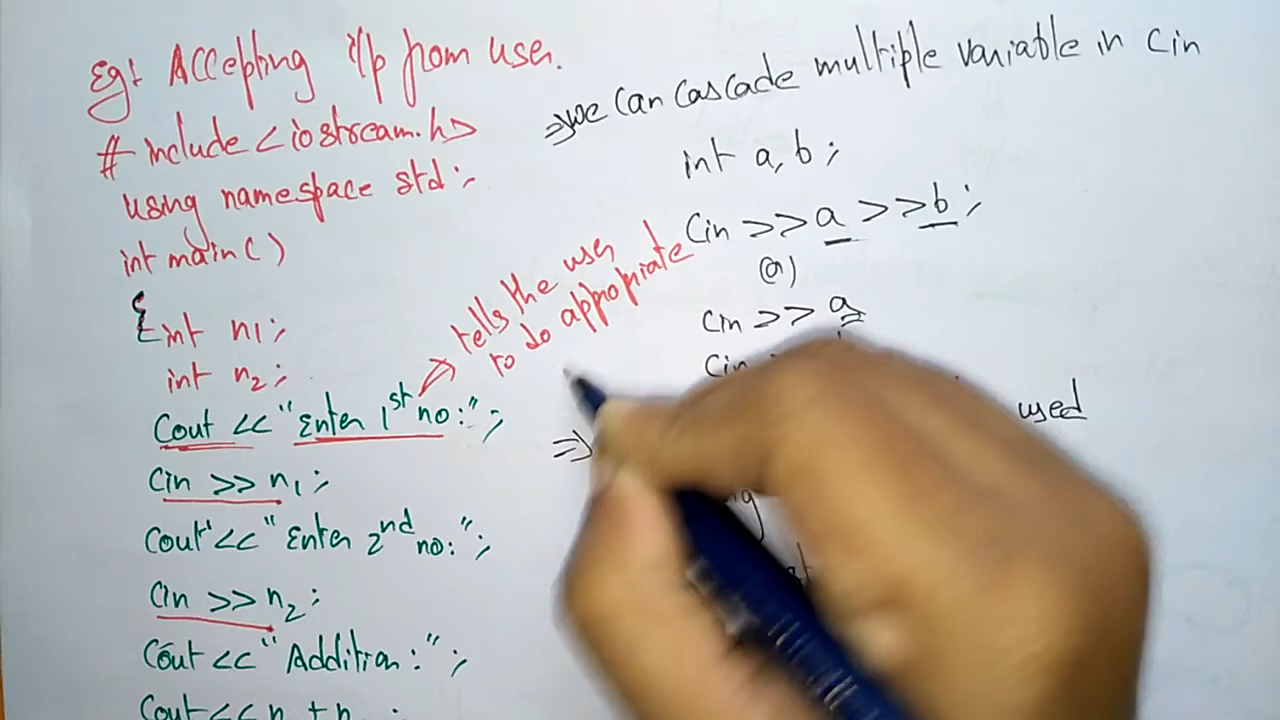 Eg: Accepting i/p from user.
# include <iostream.h>
using namespace std;
int main()
{ int n1;
int n2;
Cout << "Enter 1st no:";
Cin >> n1;
Cout << "Enter 2nd no:";
Cin >> n2;
Cout << "Addition:";
Cout << n + n ;
tells the user
to do appropriate
⇒ we can cascade multiple variable in cin
int a, b;
Cin >> a >> b;
(or)
Cin >> a
Cin
⇒ used